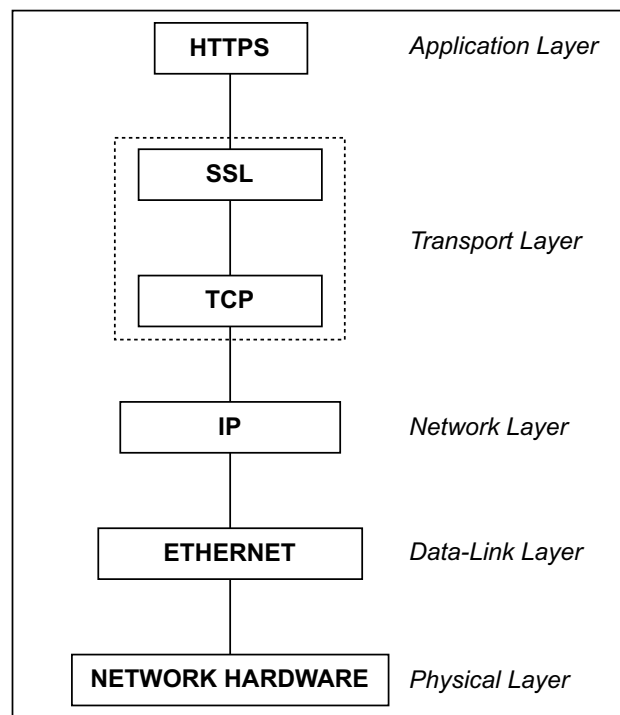 HTTPS
Application Layer
SSL
Transport Layer
TCP
IP
Network Layer
ETHERNET
Data-Link Layer
NETWORK HARDWARE
Physical Layer